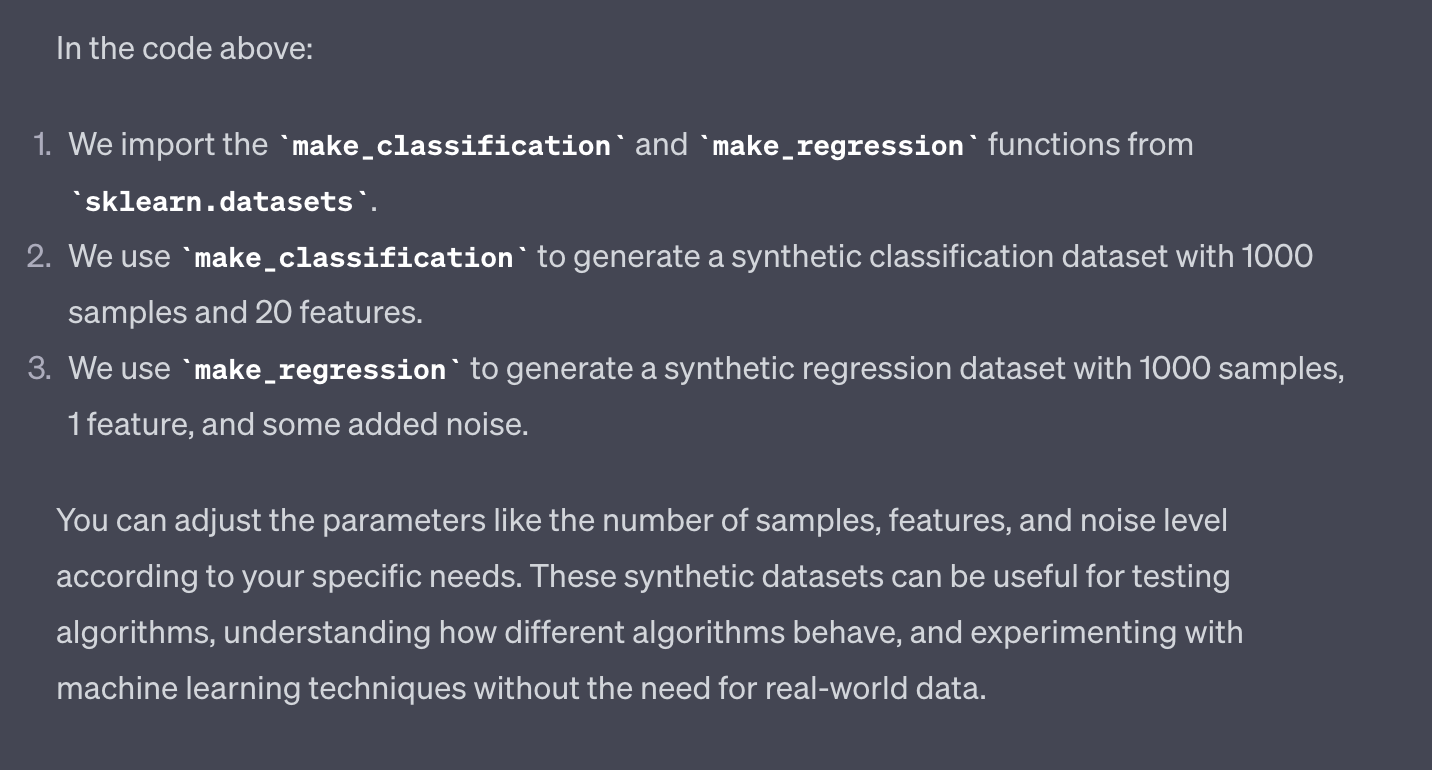 In the code above:
1. We import the `make_classification` and `make_regression` functions from
`sklearn.datasets`.
2. We use `make_classification` to generate a synthetic classification dataset with 1000
samples and 20 features.
3. We use `make_regression` to generate a synthetic regression dataset with 1000 samples,
1 feature, and some added noise.
You can adjust the parameters like the number of samples, features, and noise level
according to your specific needs. These synthetic datasets can be useful for testing
algorithms, understanding how different algorithms behave, and experimenting with
machine learning techniques without the need for real-world data.